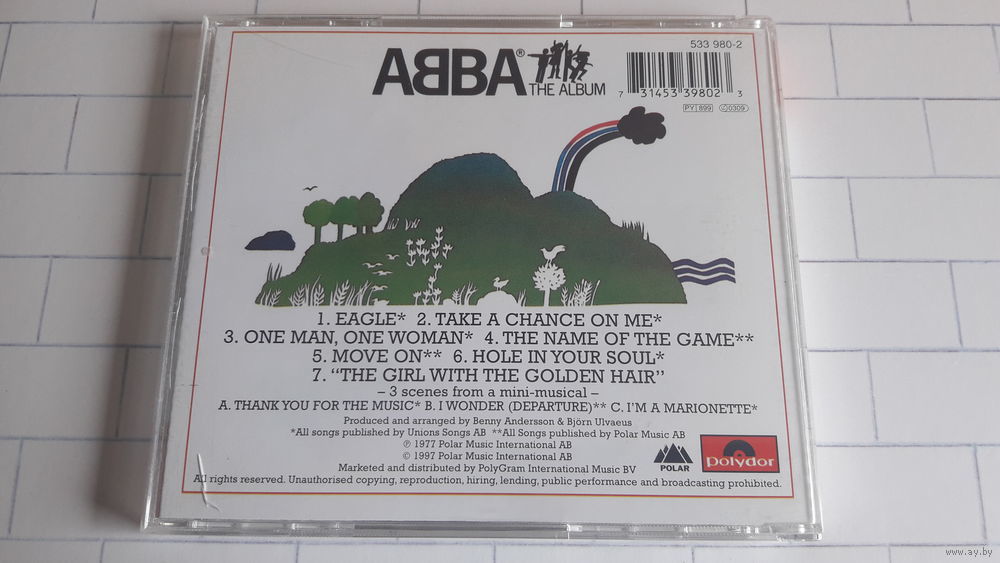 533 980-2
ABBA®
THE ALBUM
7 31453 39802 3
PY 899 0309
1. EAGLE* 2. TAKE A CHANCE ON ME*
3. ONE MAN, ONE WOMAN* 4. THE NAME OF THE GAME**
5. MOVE ON** 6. HOLE IN YOUR SOUL*
7. “THE GIRL WITH THE GOLDEN HAIR”
– 3 scenes from a mini-musical –
A. THANK YOU FOR THE MUSIC* B. I WONDER (DEPARTURE)** C. I'M A MARIONETTE*
Produced and arranged by Benny Andersson & Björn Ulvaeus
*All songs published by Unions Songs AB **All Songs published by Polar Music AB
℗ 1977 Polar Music International AB
© 1997 Polar Music International AB
Marketed and distributed by PolyGram International Music BV
All rights reserved. Unauthorised copying, reproduction, hiring, lending, public performance and broadcasting prohibited.
POLAR
polydor
www.ay.by